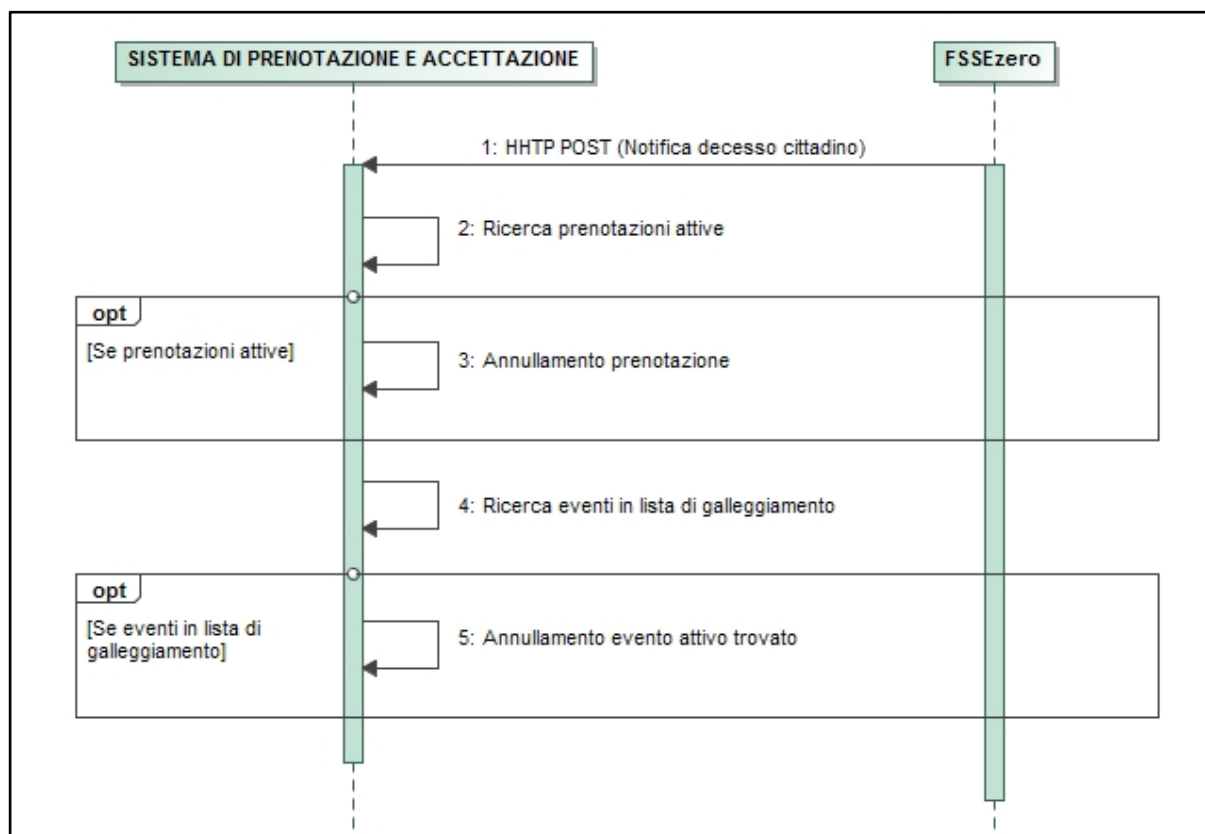 SISTEMA DI PRENOTAZIONE E ACCETTAZIONE
FSSEzero
1: HHTP POST (Notifica decesso cittadino)
2: Ricerca prenotazioni attive
opt
[Se prenotazioni attive]
3: Annullamento prenotazione
4: Ricerca eventi in lista di galleggiamento
opt
[Se eventi in lista di
galleggiamento]
5: Annullamento evento attivo trovato